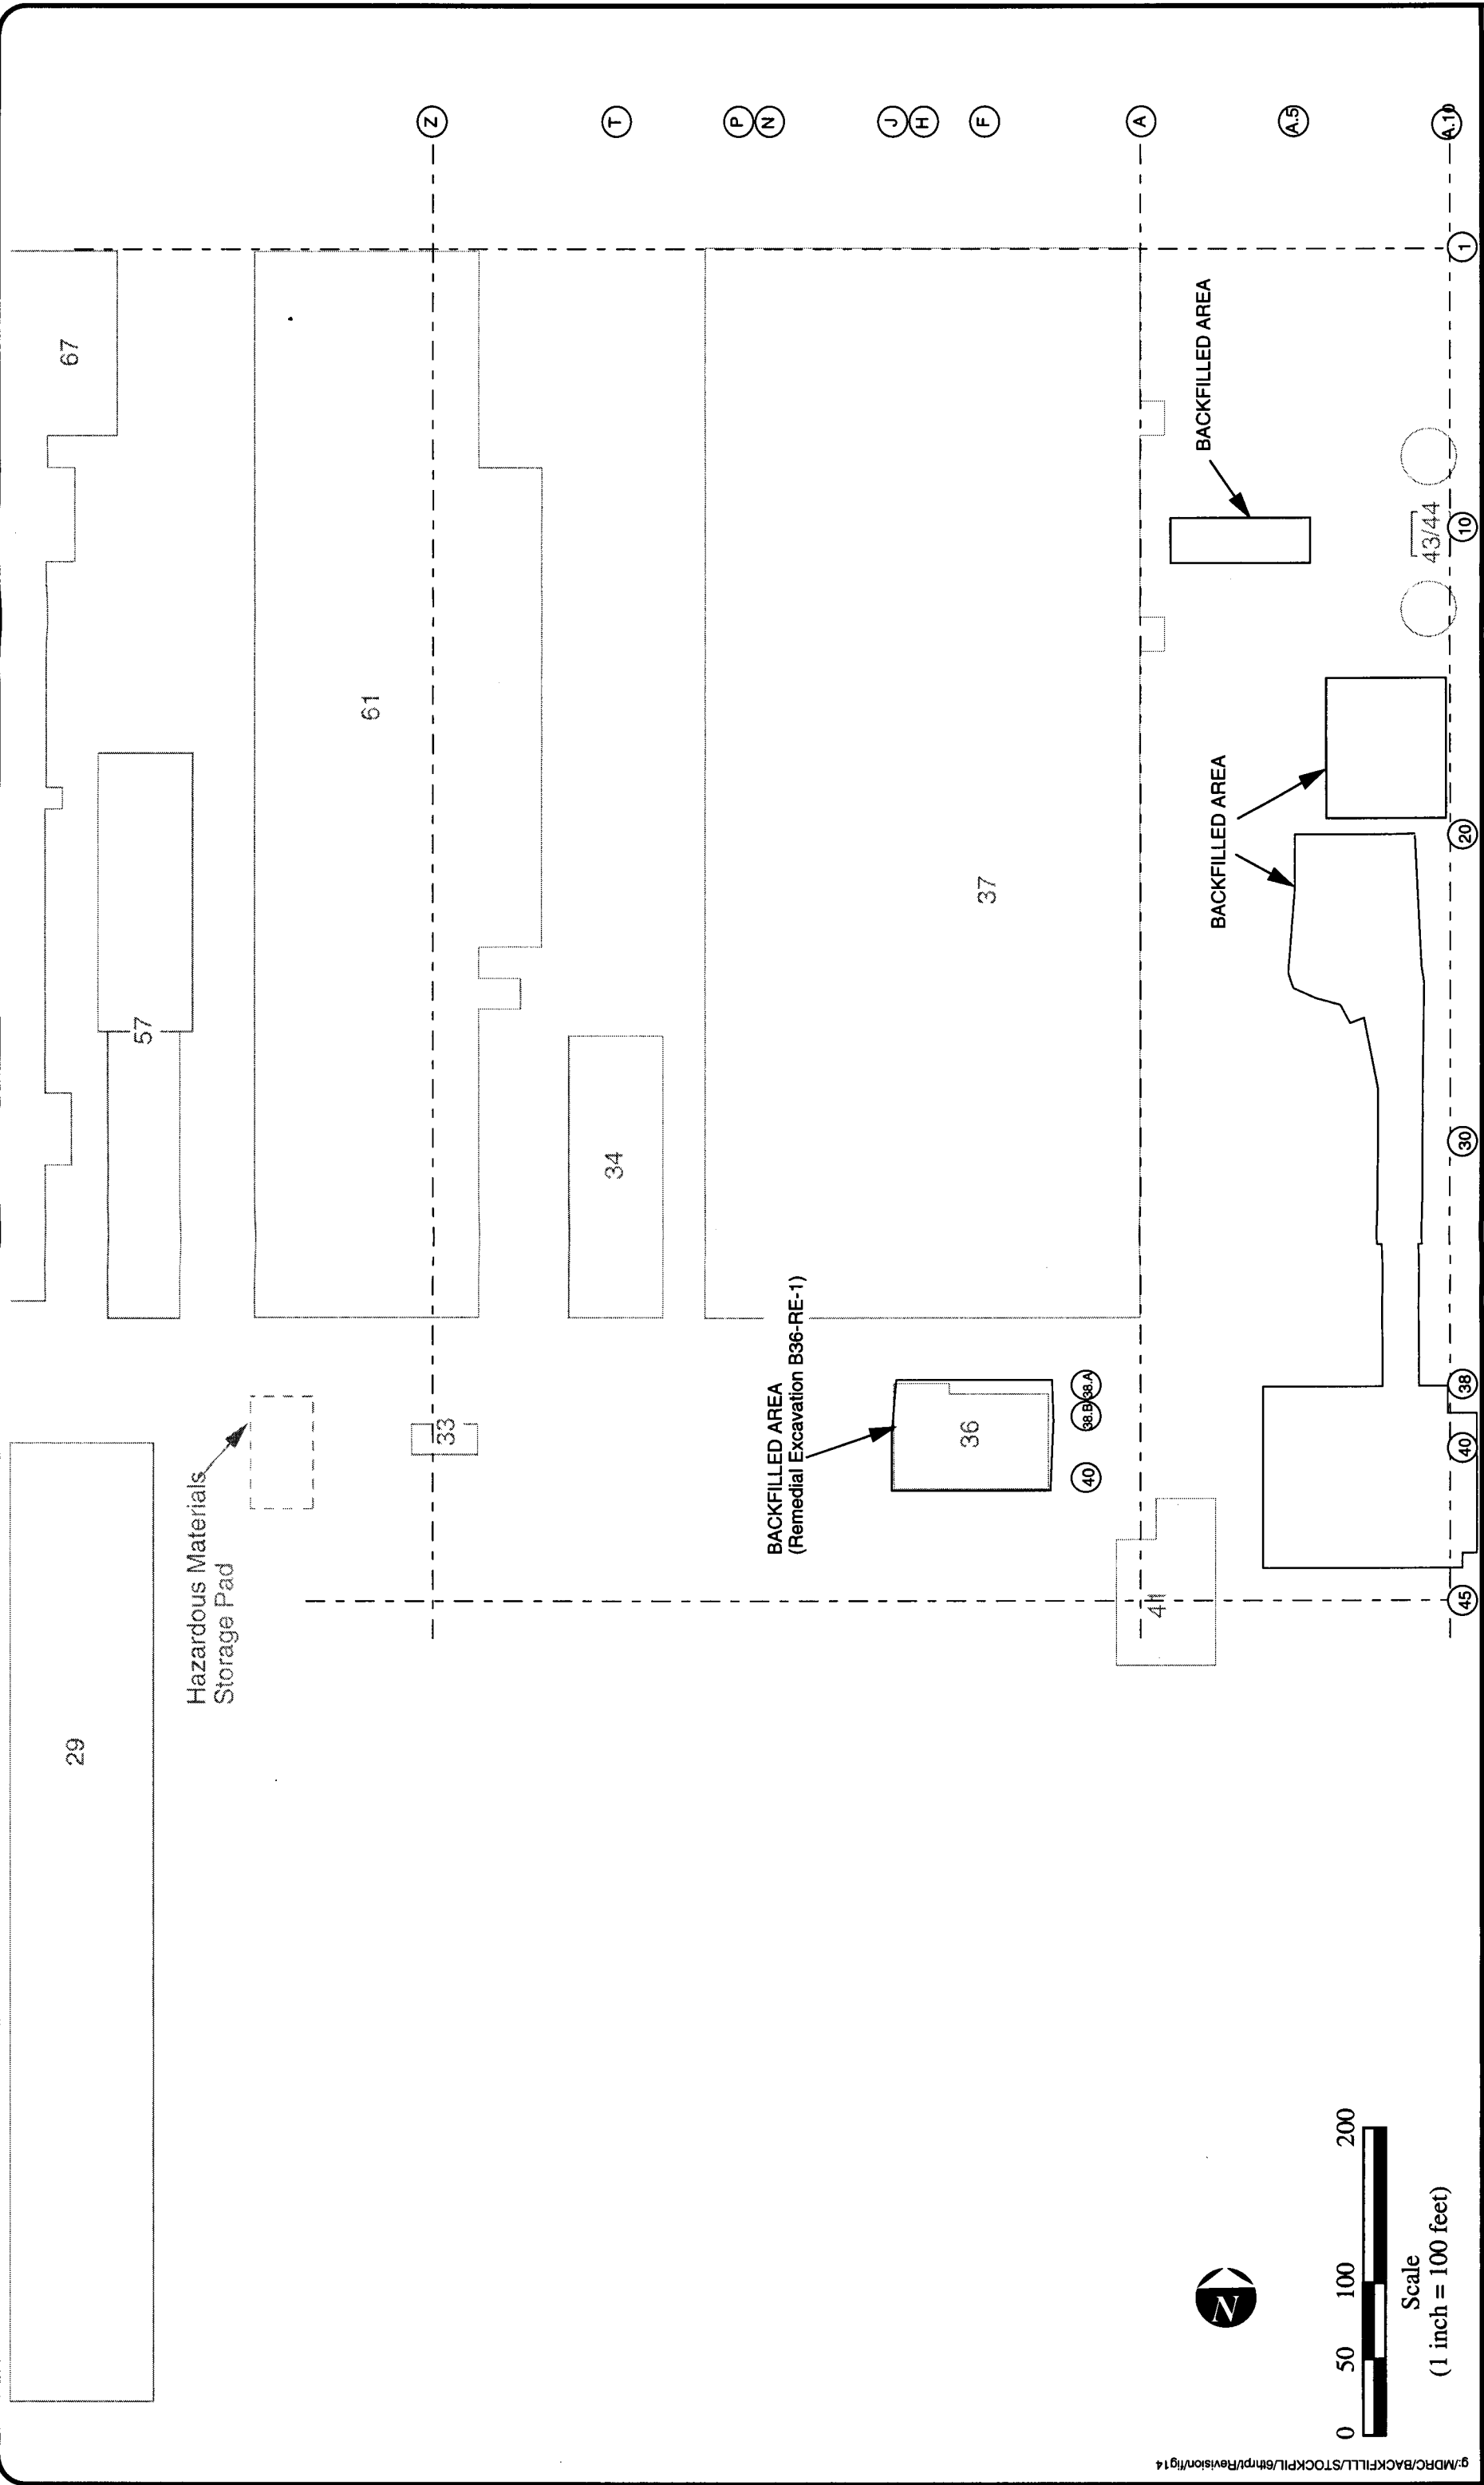 67
57
61
29
Hazardous Materials
Storage Pad
33
34
37
BACKFILLED AREA
(Remedial Excavation B36-RE-1)
36
41
BACKFILLED AREA
BACKFILLED AREA
43/44
Z
T
P
N
J
H
F
A
A.5
A.10
38.A
38.B
40
1
10
20
30
38
40
45
N
0 50 100 200
Scale
(1 inch = 100 feet)
g:/MDRC/BACKFILL/STOCKPIL/6thrpt/Revision/fig14